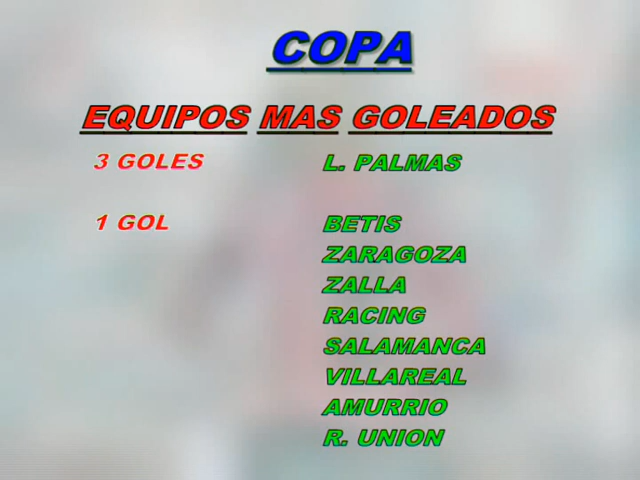 COPA
EQUIPOS MAS GOLEADOS
3 GOLES L. PALMAS
1 GOL BETIS
ZARAGOZA
ZALLA
RACING
SALAMANCA
VILLAREAL
AMURRIO
R. UNION